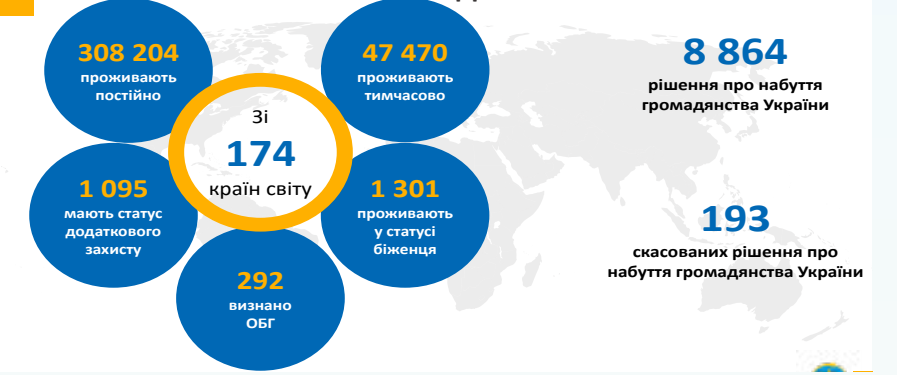 308 204
проживають
постійно
47 470
проживають
тимчасово
Зі
174
країн світу
1 095
мають статус
додаткового
захисту
1 301
проживають
у статусі
біженця
292
визнано
ОБГ
8 864
рішення про набуття
громадянства України
193
скасованих рішення про
набуття громадянства України